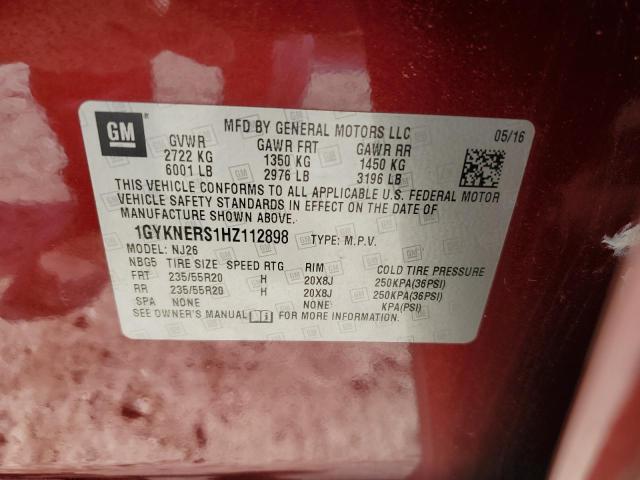 GM
MFD BY GENERAL MOTORS LLC 05/16
GVWR GAWR FRT GAWR RR
2722 KG 1350 KG 1450 KG
6001 LB 2976 LB 3196 LB
THIS VEHICLE CONFORMS TO ALL APPLICABLE U.S. FEDERAL MOTOR
VEHICLE SAFETY STANDARDS IN EFFECT ON THE DATE OF
MANUFACTURE SHOWN ABOVE.
1GYKNERS1HZ112898 TYPE: M.P.V.
MODEL: NJ26
NBG5 TIRE SIZE SPEED RTG RIM COLD TIRE PRESSURE
FRT 235/55R20 H 20X8J 250KPA(36PSI)
RR 235/55R20 H 20X8J 250KPA(36PSI)
SPA NONE NONE KPA(PSI)
SEE OWNER'S MANUAL FOR MORE INFORMATION.